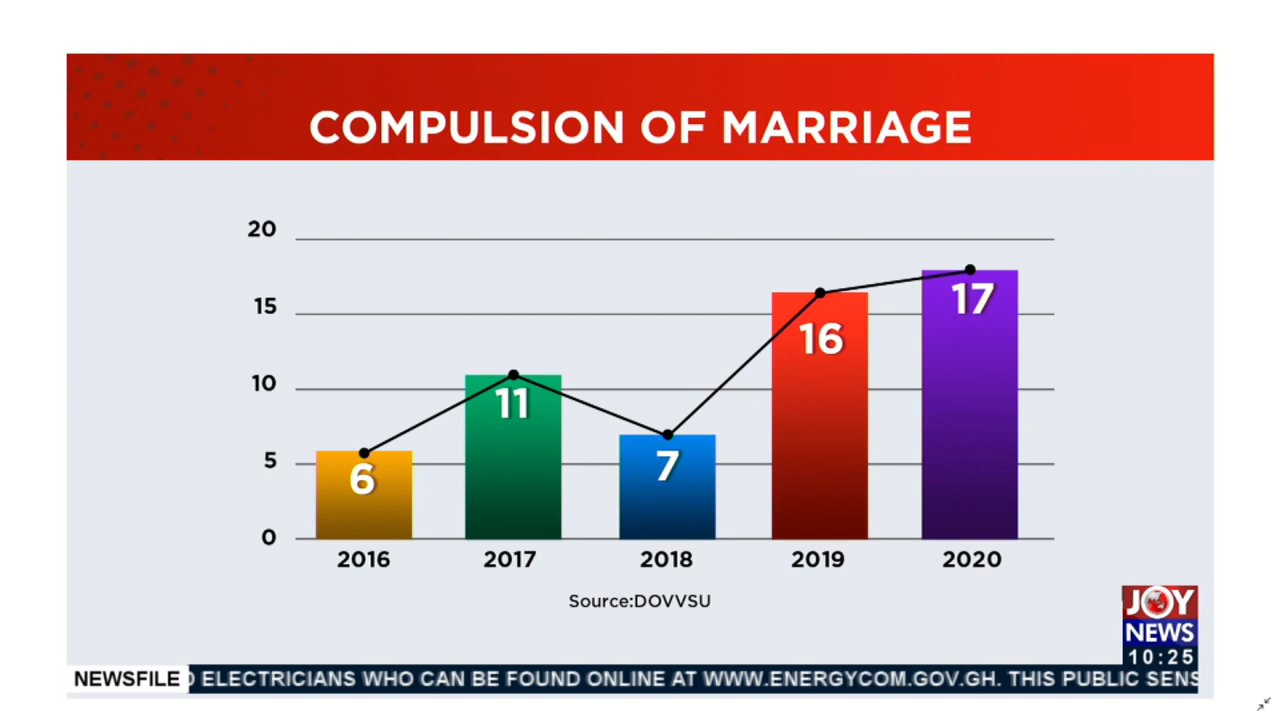 COMPULSION OF MARRIAGE
20
15
10
5
0
6
11
7
16
17
2016 2017 2018 2019 2020
Source:DOVVSU
JOY
NEWS
10:25
NEWSFILE ELECTRICIANS WHO CAN BE FOUND ONLINE AT WWW.ENERGYCOM.GOV.GH. THIS PUBLIC SENS